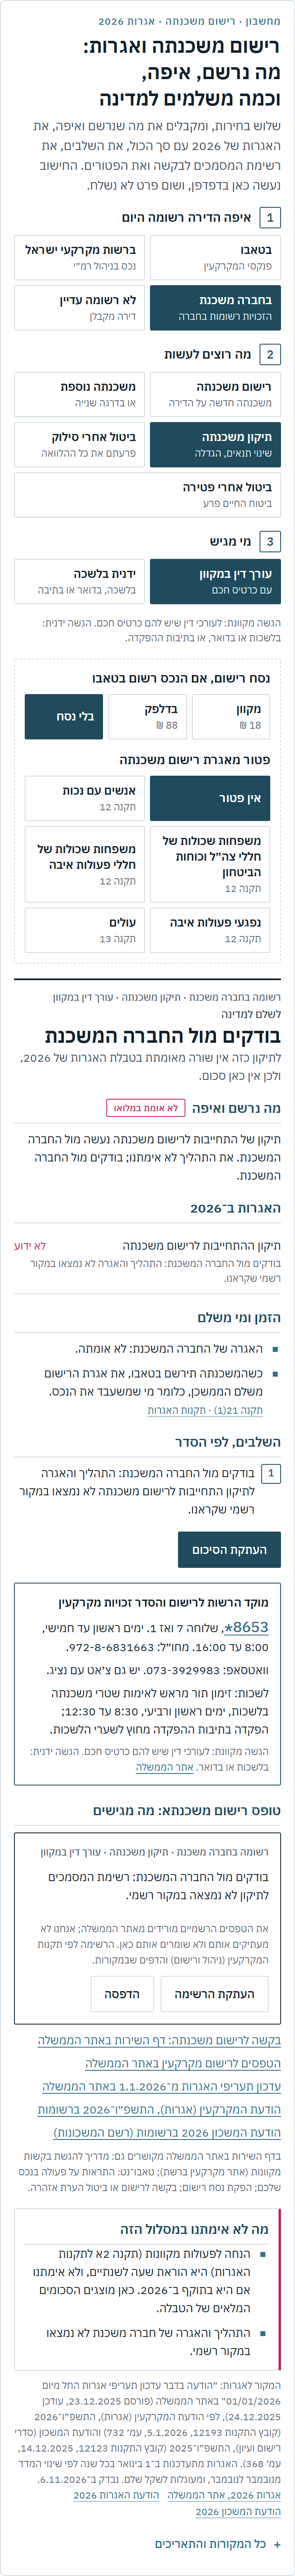 מחשבון · רישום משכנתה · אגרות 2026
רישום משכנתה ואגרות:
מה נרשם, איפה,
וכמה משלמים למדינה
שלוש בחירות, ומקבלים את מה שנרשם ואיפה, את
האגרות של 2026 עם סך הכול, את השלבים, את
רשימת המסמכים לבקשה ואת הפטורים. החישוב
נעשה כאן בדפדפן, ושום פרט לא נשלח.
1 איפה הדירה רשומה היום
בטאבו
פנקסי המקרקעין
ברשות מקרקעי ישראל
נכס בניהול רמ"י
בחברה משכנת
הזכויות רשומות בחברה
לא רשומה עדיין
דירה מקבלן
2 מה רוצים לעשות
רישום משכנתה
משכנתה חדשה על הדירה
משכנתה נוספת
או בדרגה שנייה
תיקון משכנתה
שינוי תנאים, הגדלה
ביטול אחרי סילוק
פרעתם את כל ההלוואה
ביטול אחרי פטירה
ביטוח החיים פרע
3 מי מגיש
עורך דין במקוון
עם כרטיס חכם
ידנית בלשכה
בלשכה, בדואר או בתיבה
הגשה מקוונת: לעורכי דין שיש להם כרטיס חכם. הגשה ידנית:
בלשכות או בדואר, או בתיבות ההפקדה.
נסח רישום, אם הנכס רשום בטאבו
מקוון
18 ₪
בדלפק
88 ₪
בלי נסח
פטור מאגרת רישום משכנתה
אין פטור
אנשים עם נכות
תקנה 12
משפחות שכולות של
חללי צה"ל וכוחות
הביטחון
תקנה 12
משפחות שכולות של
חללי פעולות איבה
תקנה 12
נפגעי פעולות איבה
תקנה 12
עולים
תקנה 13
רשומה בחברה משכנת · תיקון משכנתה · עורך דין במקוון
לשלם למדינה
בודקים מול החברה המשכנת
לתיקון כזה אין שורה מאומתת בטבלת האגרות של 2026,
ולכן אין כאן סכום.
מה נרשם ואיפה לא אומת במלואו
תיקון של התחייבות לרישום משכנתה נעשה מול החברה
המשכנת. את התהליך לא אימתנו; בודקים מול החברה
המשכנת.
האגרות ב־2026
תיקון ההתחייבות לרישום משכנתה לא ידוע
בודקים מול החברה המשכנת: התהליך והאגרה לא נמצאו במקור
רשמי שקראנו.
הזמן ומי משלם
האגרה של החברה המשכנת: לא אומתה.
כשהמשכנתה תירשם בטאבו, את אגרת הרישום
משלם הממשכן, כלומר מי שמשעבד את הנכס.
תקנה 21(1) · תקנות האגרות
השלבים, לפי הסדר
1 בודקים מול החברה המשכנת: התהליך והאגרה
לתיקון התחייבות לרישום משכנתה לא נמצאו במקור
רשמי שקראנו.
העתקת הסיכום
מוקד הרשות לרישום והסדר זכויות מקרקעין
8653*, שלוחה 7 ואז 1. ימים ראשון עד חמישי,
8:00 עד 16:00. מחו"ל: 972-8-6831663.
וואטסאפ: 073-3929983. יש גם צ'אט עם נציג.
לשכות: זימון תור מראש לאימות שטרי משכנתה
בלשכות, ימים ראשון ורביעי, 8:30 עד 12:30;
הפקדה בתיבות ההפקדה מחוץ לשערי הלשכות.
הגשה מקוונת: לעורכי דין שיש להם כרטיס חכם. הגשה ידנית:
בלשכות או בדואר. אתר הממשלה
טופס רישום משכנתא: מה מגישים
רשומה בחברה משכנת · תיקון משכנתה · עורך דין במקוון
בודקים מול החברה המשכנת: רשימת המסמכים
לתיקון לא נמצאה במקור רשמי.
את הטפסים הרשמיים מורידים מאתר הממשלה; אנחנו לא
מעתיקים אותם ולא שומרים אותם כאן. הרשימה לפי תקנות
המקרקעין (ניהול ורישום) והדפים שבמקורות.
העתקת הרשימה
הדפסה
בקשה לרישום משכנתה: דף השירות באתר הממשלה
הטפסים לרישום מקרקעין באתר הממשלה
עדכון תעריפי האגרות מ־1.1.2026 באתר הממשלה
הודעת המקרקעין (אגרות), התשפ"ו־2026 ברשומות
הודעת המשכון 2026 ברשומות (רשם המשכונות)
בדף השירות באתר הממשלה מקושרים גם: מדריך להגשת בקשות
מקוונות (אתר מקרקעין ברשת); טאבו־נט: התראות על פעולה בנכס
שלכם; הפקת נסח רישום; בקשה לרישום או ביטול הערת אזהרה.
מה לא אימתנו במסלול הזה
הנחה לפעולות מקוונות (תקנה 2א לתקנות
האגרות) היא הוראת שעה לשנתיים, ולא אימתנו
אם היא בתוקף ב־2026. כאן מוצגים הסכומים
המלאים של הטבלה.
התהליך והאגרה של חברה משכנת לא נמצאו
במקור רשמי.
המקור לאגרות: "הודעה בדבר עדכון תעריפי אגרות החל מיום
01/01/2026" באתר הממשלה (פורסם 23.12.2025, עודכן
24.12.2025), לפי הודעת המקרקעין (אגרות), התשפ"ו־2026
(קובץ התקנות 12193, 5.1.2026, עמ' 732) והודעת המשכון (סדרי
רישום ועיון), התשפ"ו־2025 (קובץ התקנות 12123, 14.12.2025,
עמ' 368). האגרות מתעדכנות ב־1 בינואר בכל שנה לפי שינוי המדד
מנובמבר לנובמבר, ומעוגלות לשקל שלם. נבדק ב־6.11.2026.
אגרות 2026, אתר הממשלה הודעת האגרות 2026
הודעת המשכון 2026
+ כל המקורות והתאריכים